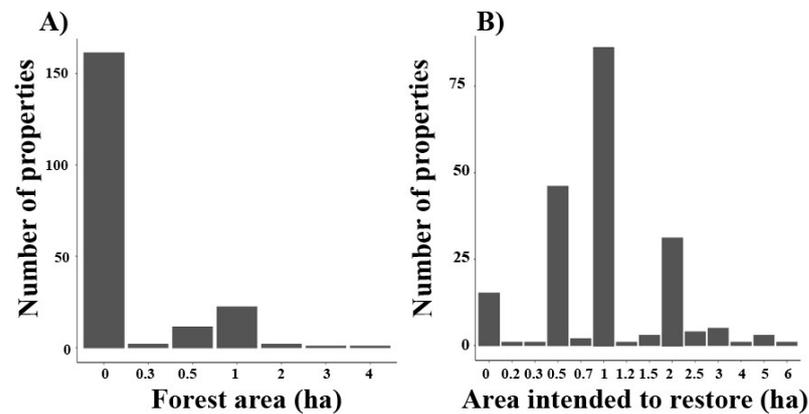 A)
Number of properties
150
100
50
0
0 0.3 0.5 1 2 3 4
Forest area (ha)
B)
Number of properties
75
50
25
0
0 0.2 0.3 0.5 0.7 1 1.2 1.5 2 2.5 3 4 5 6
Area intended to restore (ha)